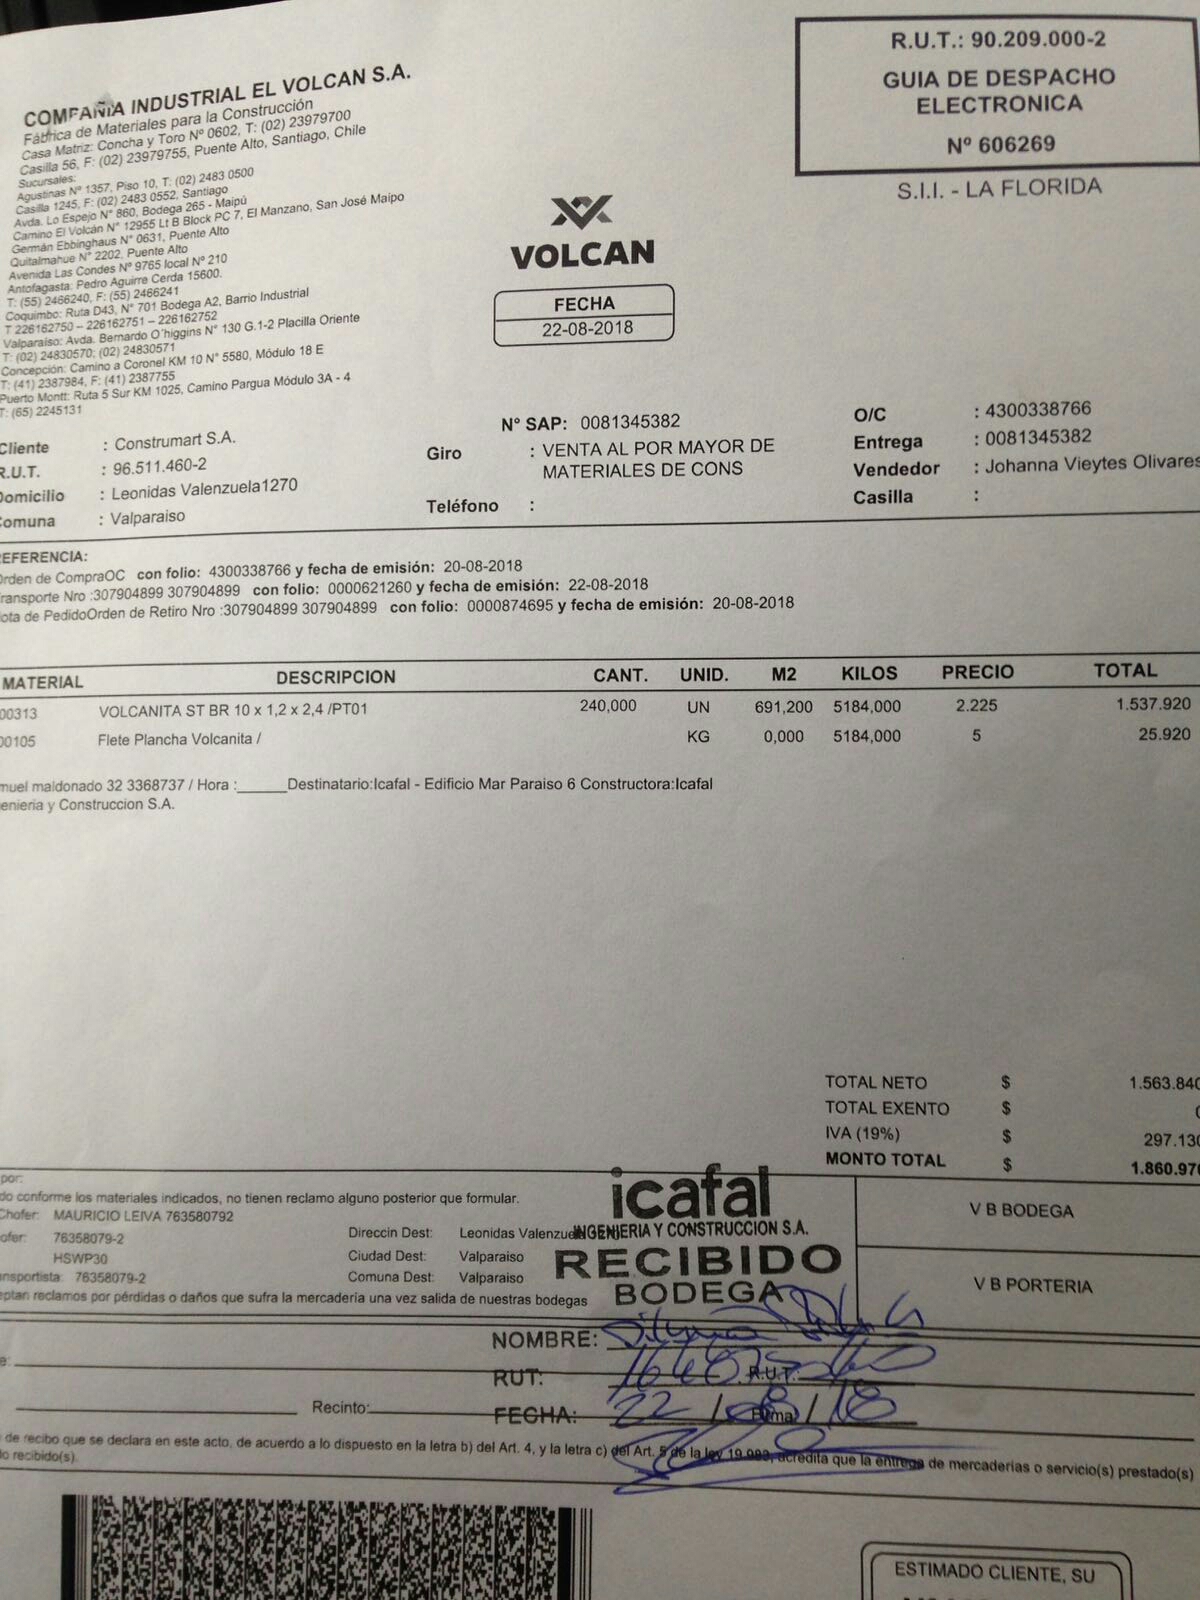 R.U.T.: 90.209.000-2
GUIA DE DESPACHO
ELECTRONICA
Nº 606269
S.I.I. - LA FLORIDA
COMPAÑIA INDUSTRIAL EL VOLCAN S.A.
Fábrica de Materiales para la Construcción
Casa Matriz: Concha y Toro Nº 0602, T: (02) 23979700
Casilla 56, F: (02) 23979755, Puente Alto, Santiago, Chile
Sucursales:
Agustinas Nº 1357, Piso 10, T: (02) 2483 0500
Casilla 1245, F: (02) 2483 0552, Santiago
Avda. Lo Espejo N° 860, Bodega 265 - Maipú
Camino El Volcán N° 12955 Lt B Block PC 7, El Manzano, San José Maipo
Germán Ebbinghaus N° 0631, Puente Alto
Quitalmahue N° 2202, Puente Alto
Avenida Las Condes Nº 9765 local Nº 210
Antofagasta: Pedro Aguirre Cerda 15600.
T: (55) 2466240, F: (55) 2466241
Coquimbo: Ruta D43, N° 701 Bodega A2, Barrio Industrial
T 226162750 – 226162751 – 226162752
Valparaiso: Avda. Bernardo O´higgins N° 130 G.1-2 Placilla Oriente
T: (02) 24830570; (02) 24830571
Concepción: Camino a Coronel KM 10 N° 5580, Módulo 18 E
T: (41) 2387984, F: (41) 2387755
Puerto Montt: Ruta 5 Sur KM 1025, Camino Pargua Módulo 3A - 4
T: (65) 2245131
VOLCAN
FECHA
22-08-2018
Cliente : Construmart S.A.
R.U.T. : 96.511.460-2
Domicilio : Leonidas Valenzuela1270
Comuna : Valparaiso
N° SAP: 0081345382
Giro : VENTA AL POR MAYOR DE
MATERIALES DE CONS
Teléfono :
O/C : 4300338766
Entrega : 0081345382
Vendedor : Johanna Vieytes Olivares
Casilla :
EFERENCIA:
rden de CompraOC con folio: 4300338766 y fecha de emisión: 20-08-2018
ransporte Nro :307904899 307904899 con folio: 0000621260 y fecha de emisión: 22-08-2018
ota de PedidoOrden de Retiro Nro :307904899 307904899 con folio: 0000874695 y fecha de emisión: 20-08-2018
MATERIAL DESCRIPCION CANT. UNID. M2 KILOS PRECIO TOTAL
00313 VOLCANITA ST BR 10 x 1,2 x 2,4 /PT01 240,000 UN 691,200 5184,000 2.225 1.537.920
00105 Flete Plancha Volcanita / KG 0,000 5184,000 5 25.920
muel maldonado 32 3368737 / Hora :______Destinatario:Icafal - Edificio Mar Paraiso 6 Constructora:Icafal
enieria y Construccion S.A.
TOTAL NETO $ 1.563.840
TOTAL EXENTO $ 0
IVA (19%) $ 297.130
MONTO TOTAL $ 1.860.970
por:
do conforme los materiales indicados, no tienen reclamo alguno posterior que formular.
Chofer: MAURICIO LEIVA 763580792
ofer: 76358079-2
HSWP30
nsportista: 76358079-2
Direccin Dest: Leonidas Valenzue
Ciudad Dest: Valparaiso
Comuna Dest: Valparaiso
eptan reclamos por pérdidas o daños que sufra la mercadería una vez salida de nuestras bodegas
icafal
INGENIERIA Y CONSTRUCCION S.A.
RECIBIDO
BODEGA
V B BODEGA
V B PORTERIA
NOMBRE:
RUT: R.U.T.
Recinto:
FECHA: 22/08/18 Firma
de recibo que se declara en este acto, de acuerdo a lo dispuesto en la letra b) del Art. 4, y la letra c) del Art. 5 de la ley 19.983, acredita que la entrega de mercaderías o servicio(s) prestado(s)
do recibido(s).
ESTIMADO CLIENTE, SU